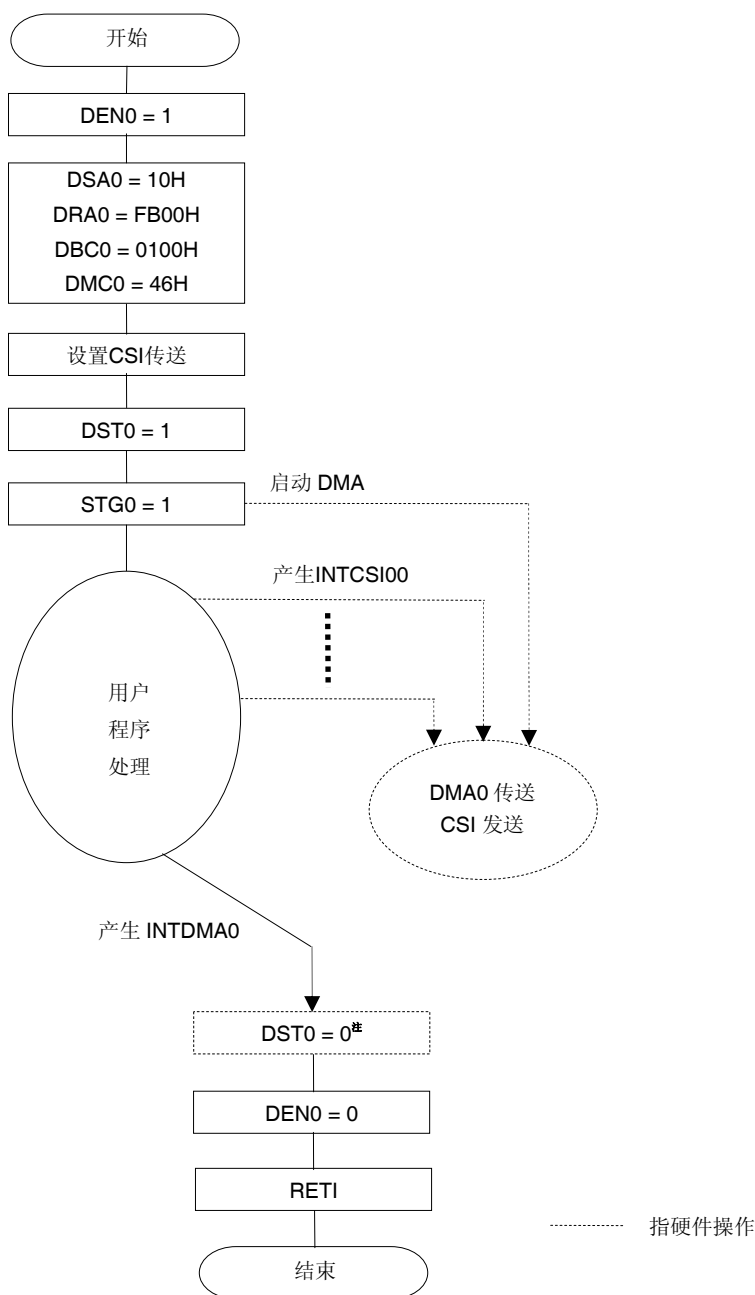 开始
DEN0 = 1
DSA0 = 10H
DRA0 = FB00H
DBC0 = 0100H
DMC0 = 46H
设置CSI传送
DST0 = 1
STG0 = 1
启动 DMA
产生INTCSI00
用户
程序
处理
DMA0 传送
CSI 发送
产生 INTDMA0
DST0 = 0注
DEN0 = 0
RETI
指硬件操作
结束